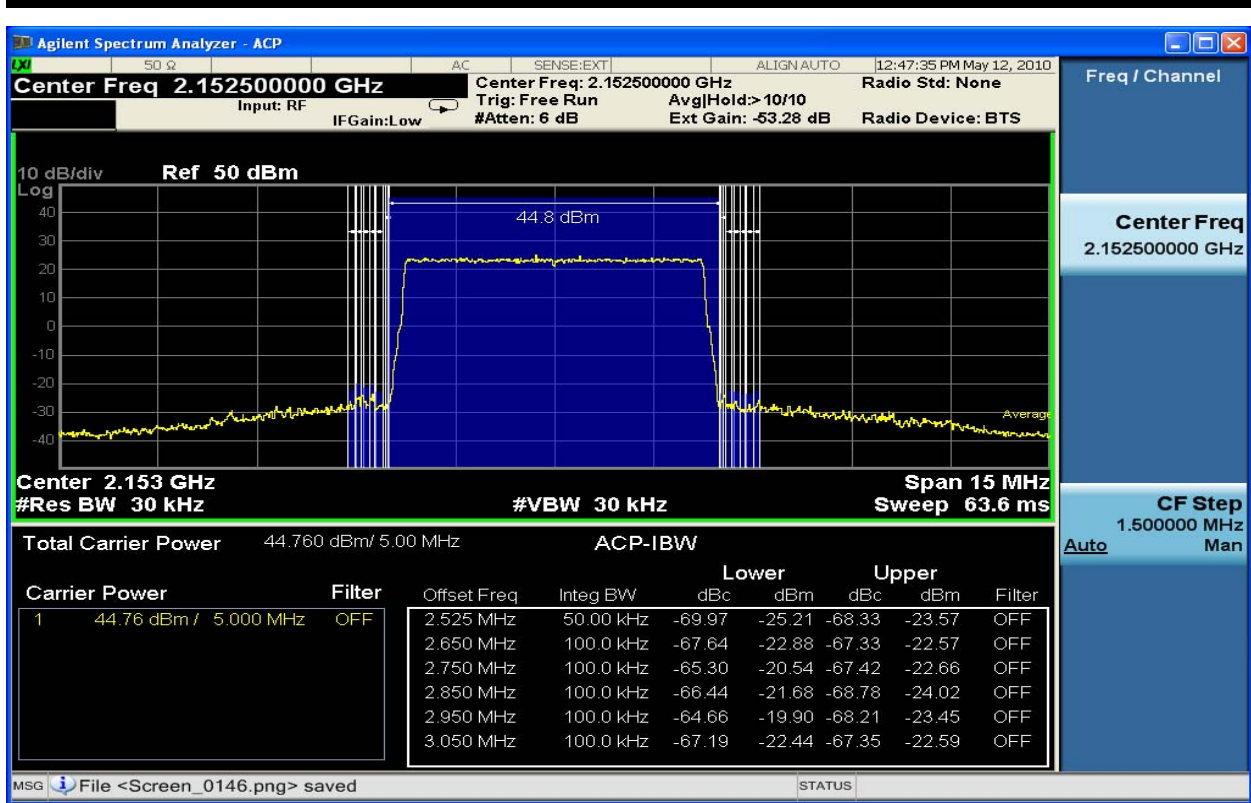 Agilent Spectrum Analyzer - ACP
LXI 50 Ω AC SENSE:EXT ALIGN AUTO 12:47:35 PM May 12, 2010
Center Freq 2.152500000 GHz
Input: RF
IFGain:Low
Center Freq: 2.152500000 GHz
Trig: Free Run
#Atten: 6 dB
Avg|Hold:> 10/10
Ext Gain: -53.28 dB
Radio Std: None
Radio Device: BTS
Freq / Channel
10 dB/div Ref 50 dBm
Log
40
30
20
10
0
-10
-20
-30
-40
44.8 dBm
Average
Center Freq
2.152500000 GHz
Center 2.153 GHz Span 15 MHz
#Res BW 30 kHz #VBW 30 kHz Sweep 63.6 ms
CF Step
1.500000 MHz
Auto Man
Total Carrier Power 44.760 dBm/ 5.00 MHz ACP-IBW
Lower Upper
Carrier Power Filter
1 44.76 dBm / 5.000 MHz OFF
Offset Freq Integ BW dBc dBm dBc dBm Filter
2.525 MHz 50.00 kHz -69.97 -25.21 -68.33 -23.57 OFF
2.650 MHz 100.0 kHz -67.64 -22.88 -67.33 -22.57 OFF
2.750 MHz 100.0 kHz -65.30 -20.54 -67.42 -22.66 OFF
2.850 MHz 100.0 kHz -66.44 -21.68 -68.78 -24.02 OFF
2.950 MHz 100.0 kHz -64.66 -19.90 -68.21 -23.45 OFF
3.050 MHz 100.0 kHz -67.19 -22.44 -67.35 -22.59 OFF
MSG File <Screen_0146.png> saved STATUS